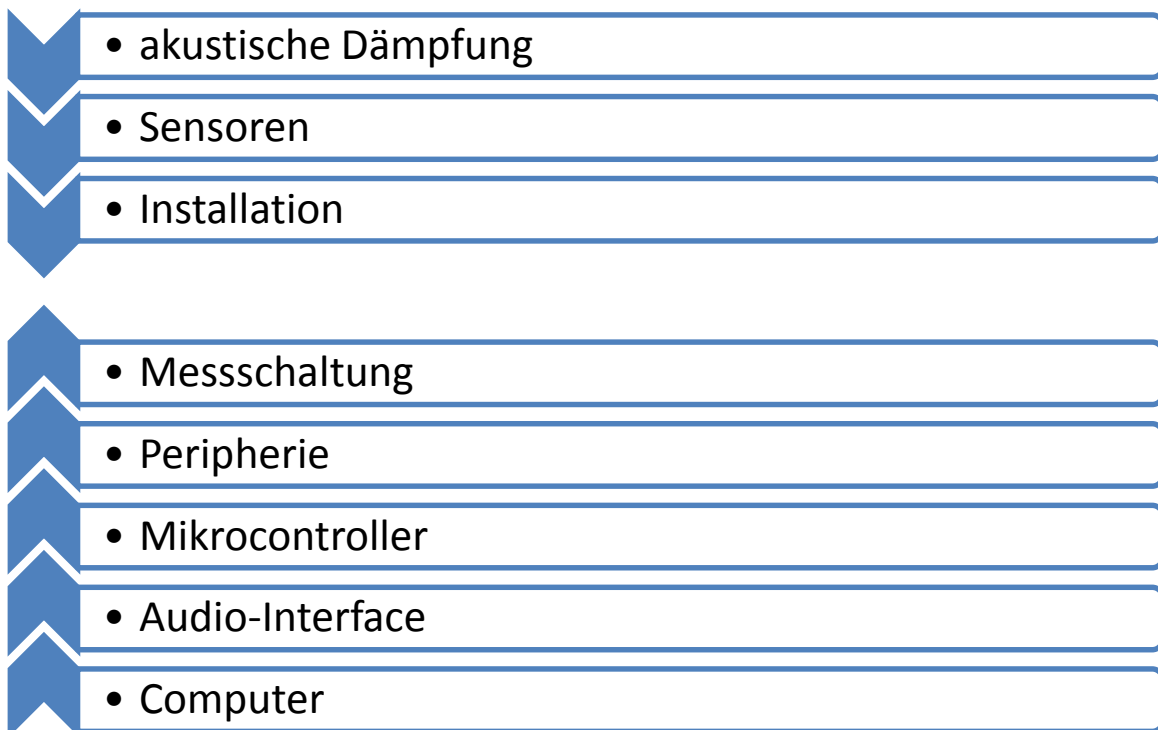 • akustische Dämpfung
• Sensoren
• Installation
• Messschaltung
• Peripherie
• Mikrocontroller
• Audio-Interface
• Computer